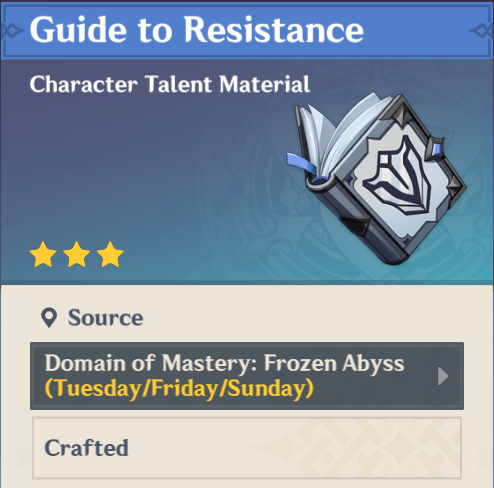 Guide to Resistance
Character Talent Material
Source
Domain of Mastery: Frozen Abyss
(Tuesday/Friday/Sunday)
Crafted